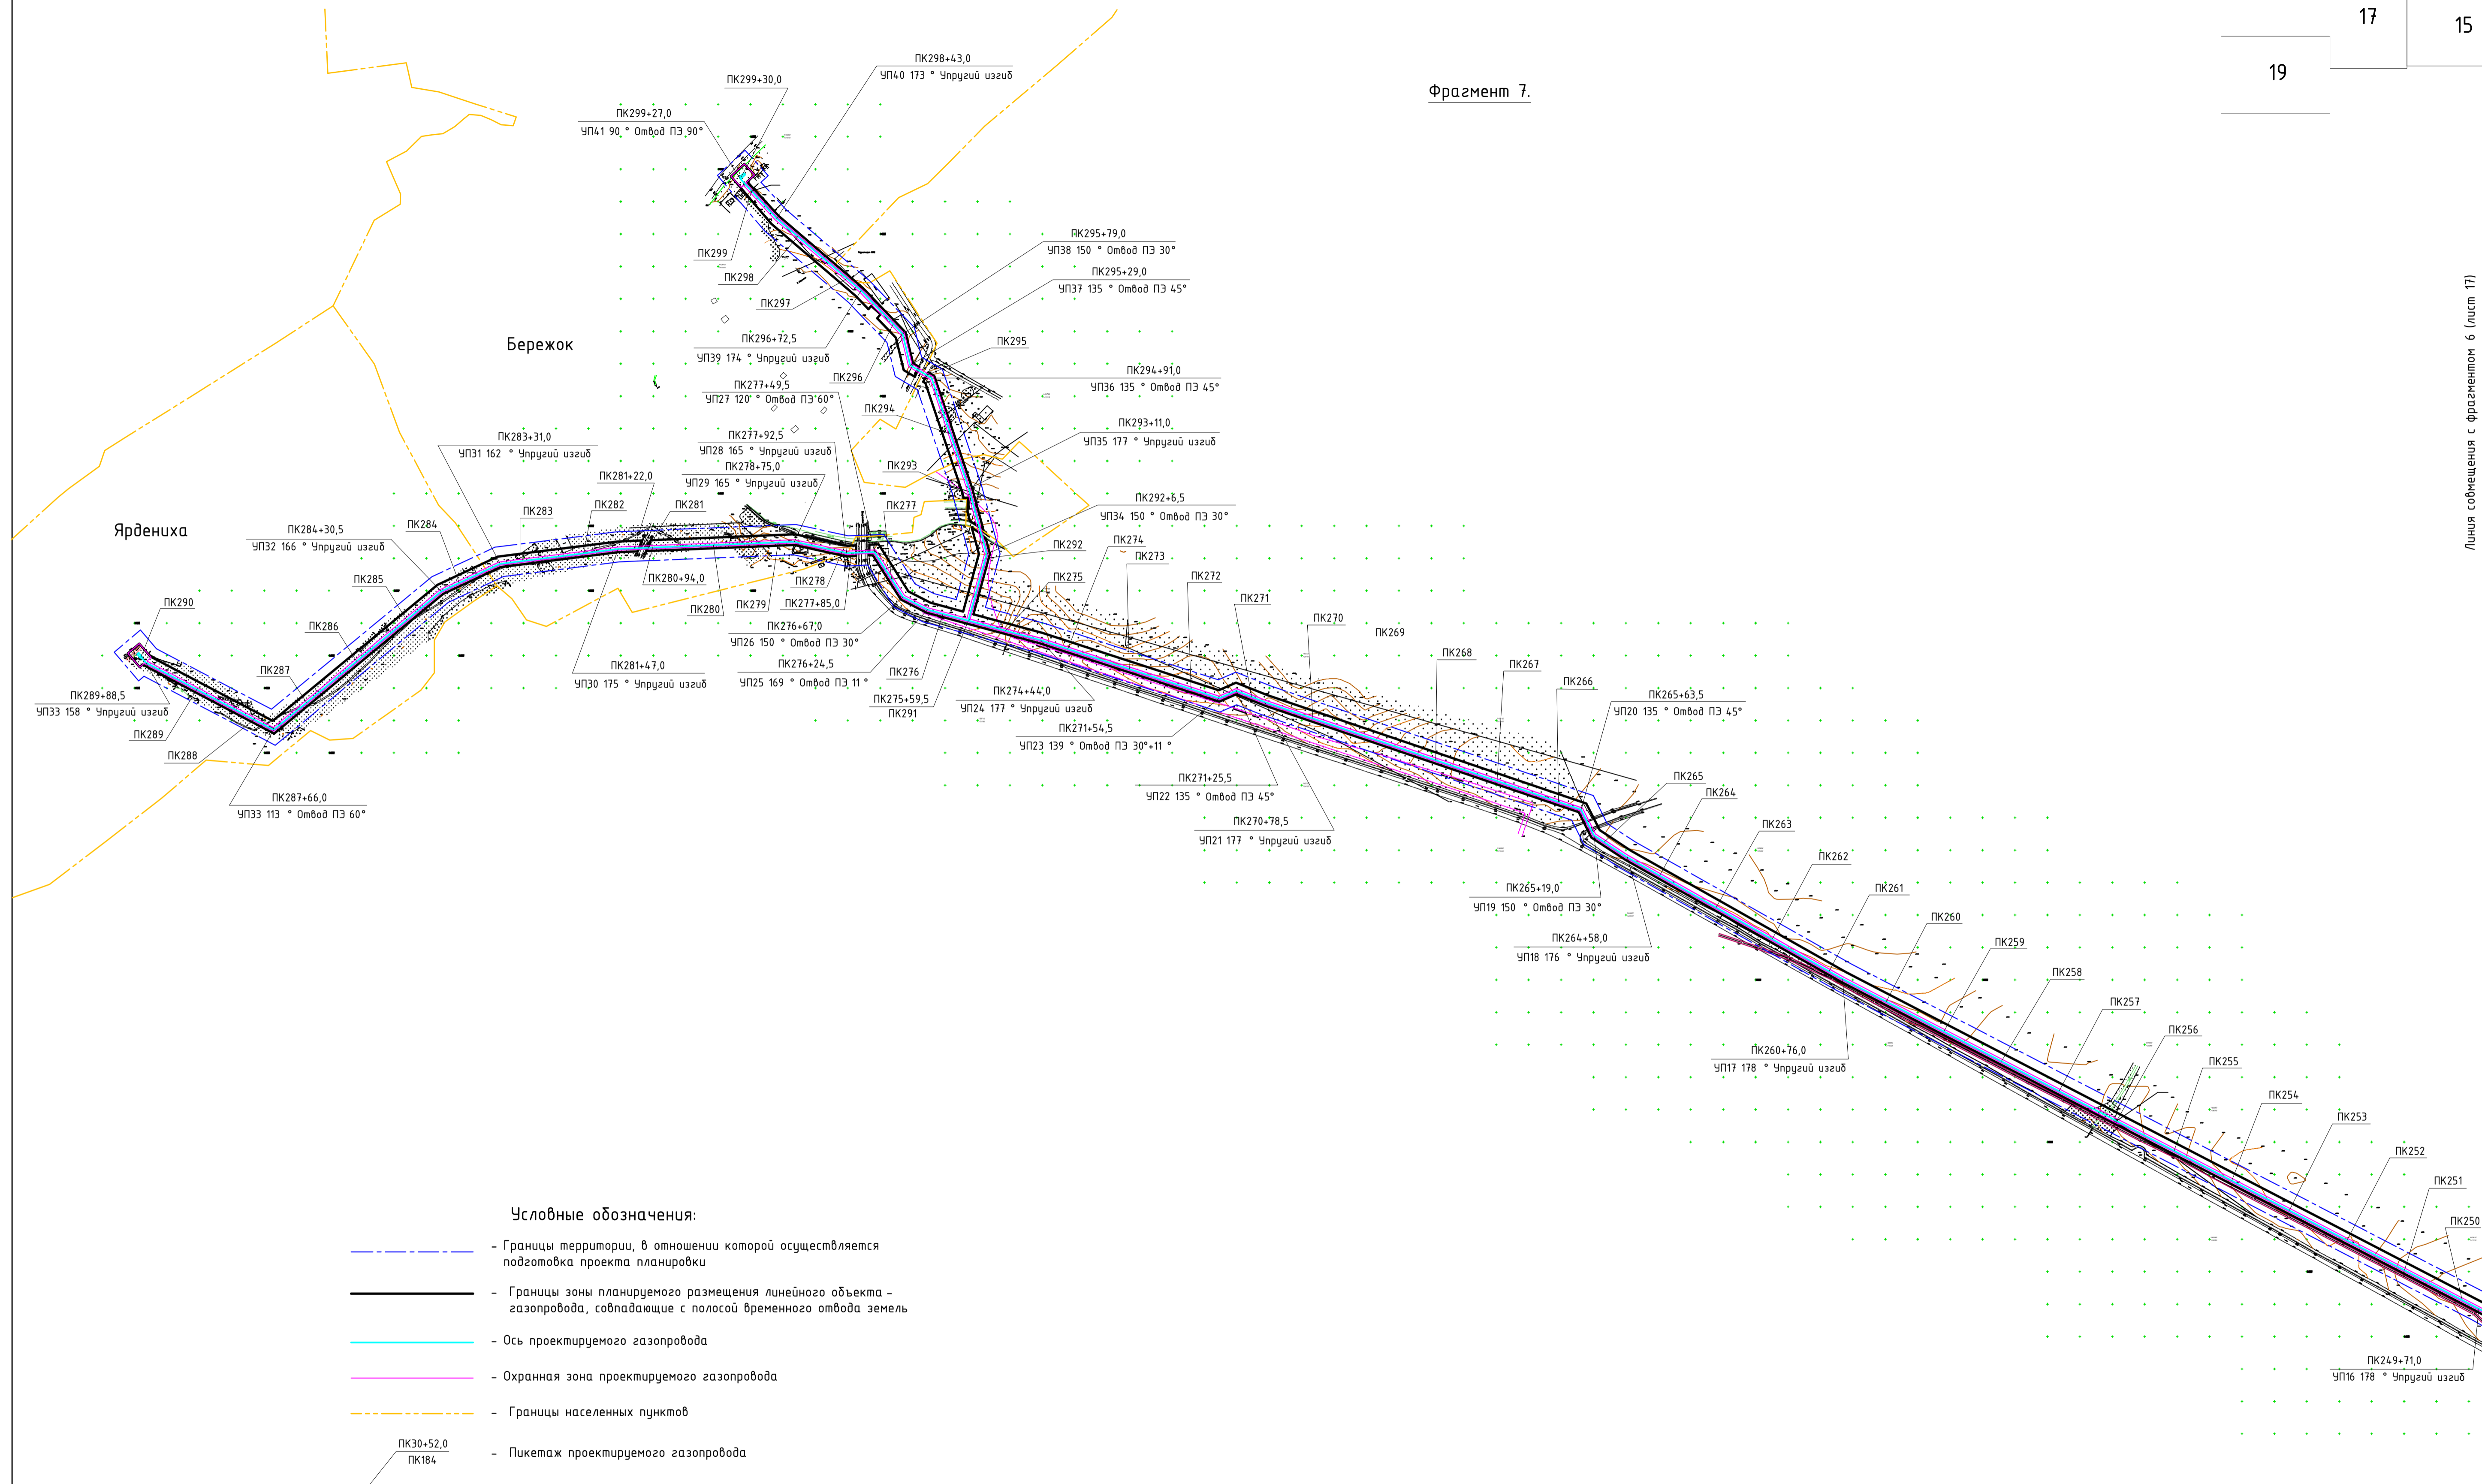 17
15
19
Фрагмент 7.
Линия совмещения с фрагментом 6 (лист 17)
ПК298+43,0
УП40 173 ° Упругий изгиб
ПК299+30,0
ПК299+27,0
УП41 90 ° Отвод ПЭ 90°
ПК299
ПК298
ПК297
ПК295+79,0
УП38 150 ° Отвод ПЭ 30°
ПК295+29,0
УП37 135 ° Отвод ПЭ 45°
ПК296+72,5
УП39 174 ° Упругий изгиб
ПК296
ПК295
Бережок
ПК294+91,0
УП36 135 ° Отвод ПЭ 45°
ПК277+49,5
УП27 120 ° Отвод ПЭ 60°
ПК294
ПК293+11,0
УП35 177 ° Упругий изгиб
ПК277+92,5
УП28 165 ° Упругий изгиб
ПК278+75,0
УП29 165 ° Упругий изгиб
ПК293
ПК283+31,0
УП31 162 ° Упругий изгиб
ПК281+22,0
ПК282
ПК281
ПК277
ПК292+6,5
УП34 150 ° Отвод ПЭ 30°
ПК283
ПК284
ПК284+30,5
УП32 166 ° Упругий изгиб
Ярдениха
ПК292
ПК274
ПК273
ПК275
ПК272
ПК271
ПК270
ПК269
ПК268
ПК267
ПК266
ПК285
ПК280+94,0
ПК278
ПК280
ПК279
ПК277+85,0
ПК290
ПК286
ПК276+67,0
УП26 150 ° Отвод ПЭ 30°
ПК276+24,5
УП25 169 ° Отвод ПЭ 11 °
ПК276
ПК281+47,0
УП30 175 ° Упругий изгиб
ПК287
ПК275+59,5
ПК291
ПК274+44,0
УП24 177 ° Упругий изгиб
ПК265+63,5
УП20 135 ° Отвод ПЭ 45°
ПК289+88,5
УП33 158 ° Упругий изгиб
ПК289
ПК288
ПК271+54,5
УП23 139 ° Отвод ПЭ 30°+11 °
ПК287+66,0
УП33 113 ° Отвод ПЭ 60°
ПК271+25,5
УП22 135 ° Отвод ПЭ 45°
ПК270+78,5
УП21 177 ° Упругий изгиб
ПК265
ПК264
ПК263
ПК262
ПК261
ПК260
ПК259
ПК258
ПК257
ПК256
ПК255
ПК254
ПК253
ПК252
ПК251
ПК250
ПК265+19,0
УП19 150 ° Отвод ПЭ 30°
ПК264+58,0
УП18 176 ° Упругий изгиб
ПК260+76,0
УП17 178 ° Упругий изгиб
ПК249+71,0
УП16 178 ° Упругий изгиб
Условные обозначения:
- Границы территории, в отношении которой осуществляется
подготовка проекта планировки
- Границы зоны планируемого размещения линейного объекта -
газопровода, совпадающие с полосой временного отвода земель
- Ось проектируемого газопровода
- Охранная зона проектируемого газопровода
- Границы населенных пунктов
ПК30+52,0
ПК184
- Пикетаж проектируемого газопровода